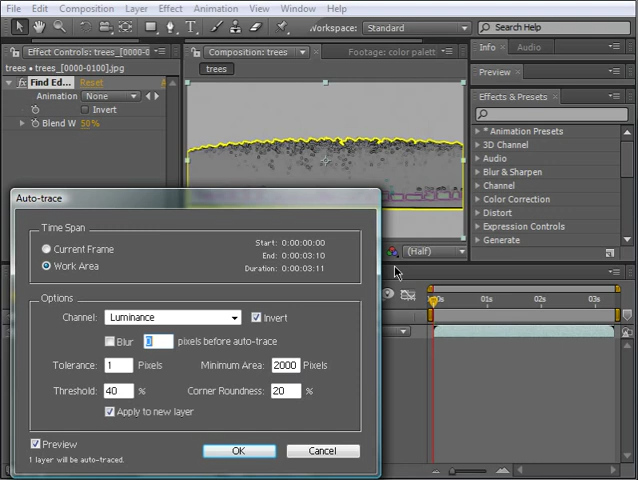 File Edit Composition Layer Effect Animation View Window Help
Workspace: Standard Search Help
Effect Controls: trees_[0000-0 Composition: trees Footage: color palett Info Audio
trees • trees_[0000-0100].jpg trees
fx Find Ed... Reset Preview
Animation None
Invert Effects & Presets
Blend W 50%
* Animation Presets
3D Channel
Audio
Blur & Sharpen
Channel
Color Correction
Distort
Expression Controls
Generate
(Half)
Auto-trace
Time Span
Current Frame Start: 0:00:00:00
Work Area End: 0:00:03:10
Duration: 0:00:03:11
Options
Channel: Luminance Invert
Blur 0 pixels before auto-trace
Tolerance: 1 Pixels Minimum Area: 2000 Pixels
Threshold: 40 % Corner Roundness: 20 %
Apply to new layer
Preview OK Cancel
1 layer will be auto-traced.
01s 02s 03s